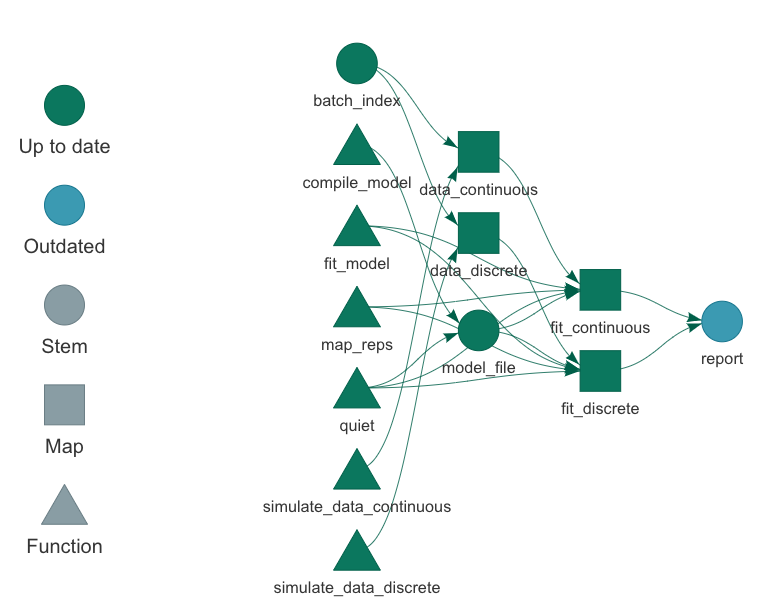 Up to date
Outdated
Stem
Map
Function
batch_index
compile_model
fit_model
map_reps
quiet
simulate_data_continuous
simulate_data_discrete
data_continuous
data_discrete
model_file
fit_continuous
fit_discrete
report